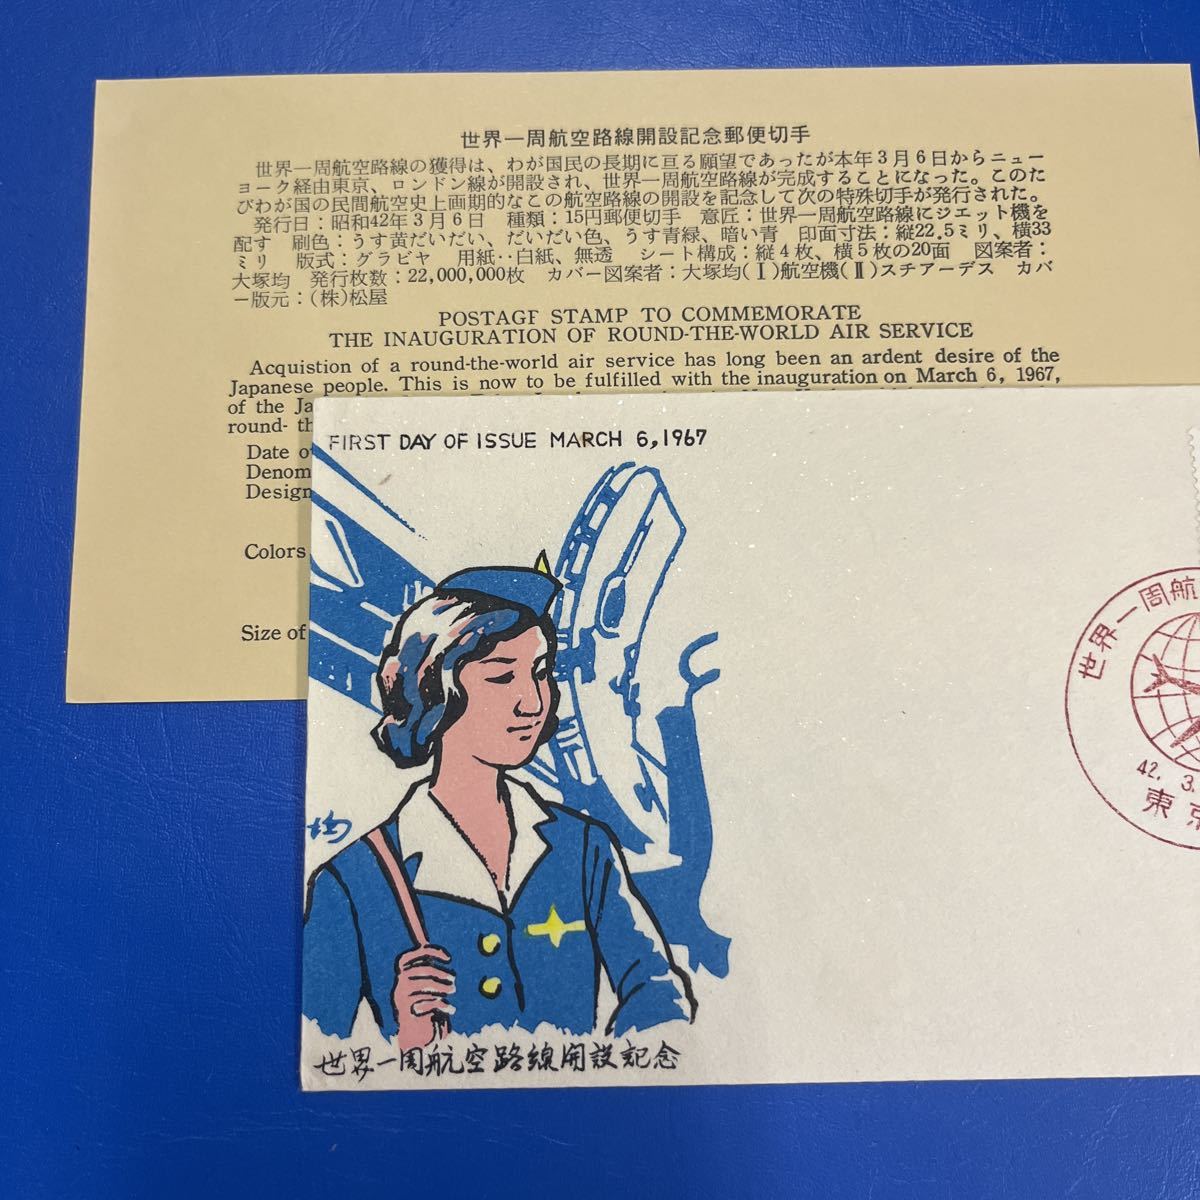 世界一周航空路線開設記念郵便切手
世界一周航空路線の獲得は、わが国民の長期に亘る願望であったが本年3月6日からニュー
ヨーク経由東京、ロンドン線が開設され、世界一周航空路線が完成することになった。このた
びわが国の民間航空史上画期的なこの航空路線の開設を記念して次の特殊切手が発行された。
発行日：昭和42年3月6日 種類：15円郵便切手 意匠：世界一周航空路線にジエット機を
配す 刷色：うす黄だいだい、だいだい色、うす青緑、暗い青 印面寸法：縦22.5ミリ、横33
ミリ 版式：グラビヤ 用紙‥白紙、無透 シート構成：縦4枚、横5枚の20面 図案者：
大塚均 発行枚数：22,000,000枚 カバー図案者：大塚均(Ⅰ)航空機(Ⅱ)スチアーデス カバ
ー版元：(株)松屋
POSTAGF STAMP TO COMMEMORATE
THE INAUGURATION OF ROUND-THE-WORLD AIR SERVICE
Acquistion of a round-the-world air service has long been an ardent desire of the
Japanese people. This is now to be fulfilled with the inauguration on March 6, 1967,
of the Ja
round- th
Date o
Denom
Design
Colors
Size of
FIRST DAY OF ISSUE MARCH 6, 1967
均
世界一周航空路線開設記念
世界一周航
42. 3.
東京